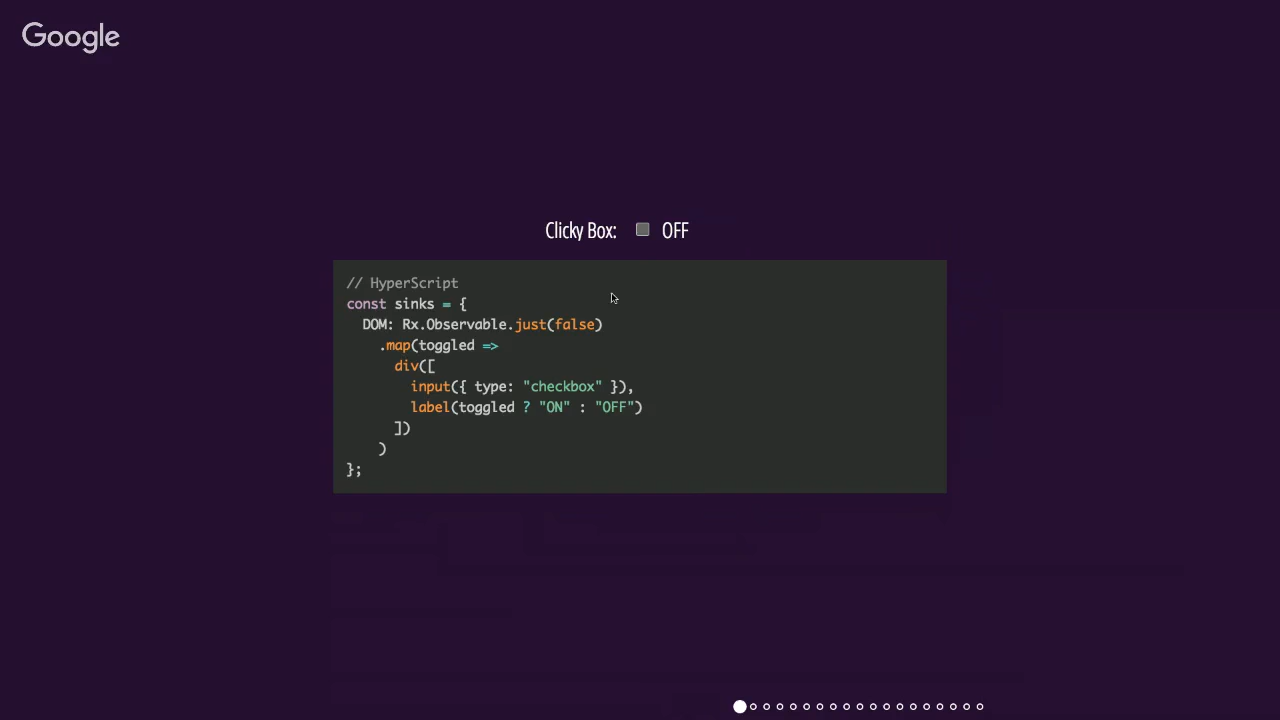 Google
Clicky Box: OFF
// HyperScript
const sinks = {
  DOM: Rx.Observable.just(false)
    .map(toggled =>
      div([
        input({ type: "checkbox" }),
        label(toggled ? "ON" : "OFF")
      ])
    )
};